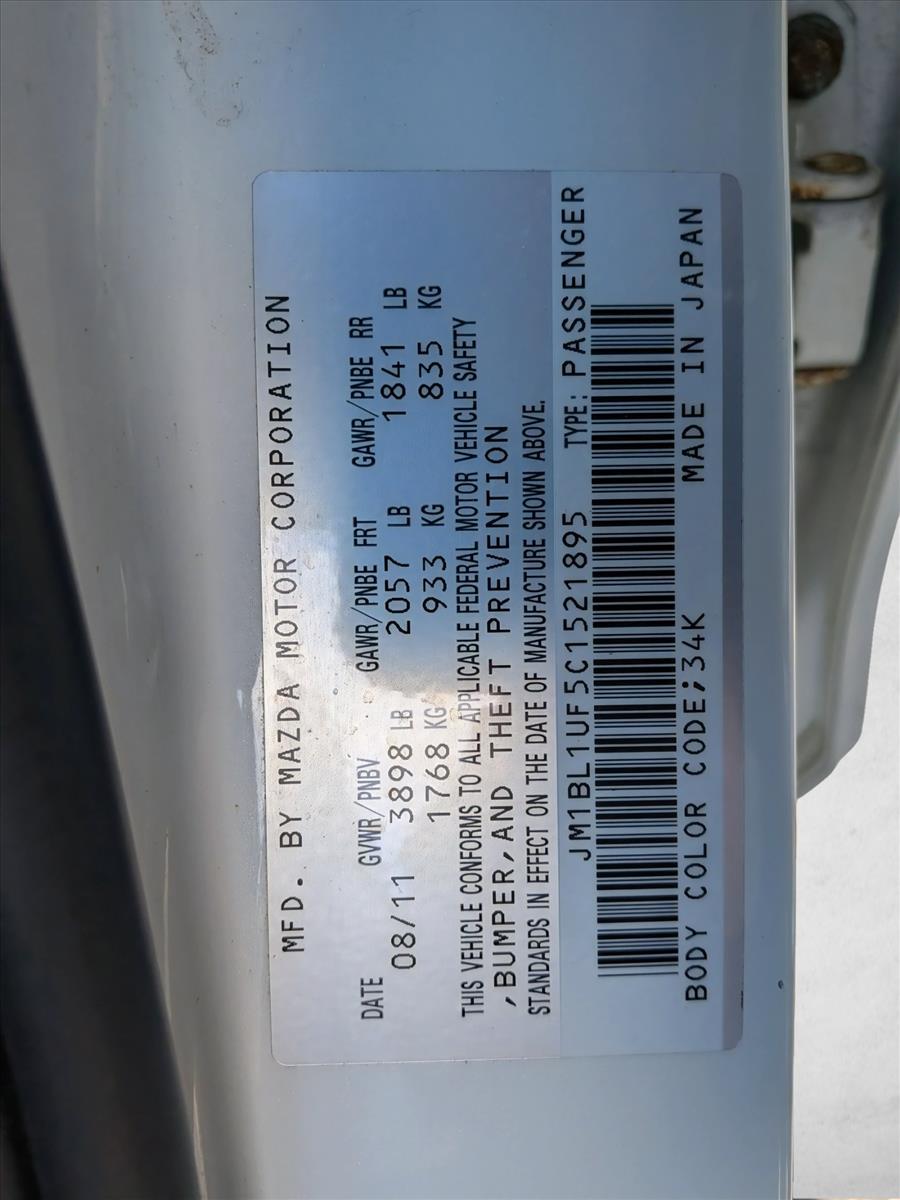 MFD. BY MAZDA MOTOR CORPORATION
DATE GVWR/PNBV GAWR/PNBE FRT GAWR/PNBE RR
08/11 3898 LB 2057 LB 1841 LB
1768 KG 933 KG 835 KG
THIS VEHICLE CONFORMS TO ALL APPLICABLE FEDERAL MOTOR VEHICLE SAFETY
,BUMPER,AND THEFT PREVENTION
STANDARDS IN EFFECT ON THE DATE OF MANUFACTURE SHOWN ABOVE.
JM1BL1UF5C1521895 TYPE: PASSENGER
BODY COLOR CODE;34K MADE IN JAPAN